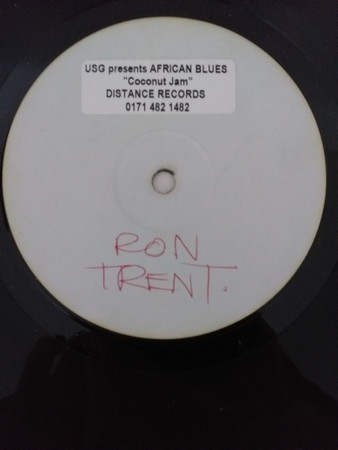 USG presents AFRICAN BLUES
"Coconut Jam"
DISTANCE RECORDS
0171 482 1482
RON
TRENT.